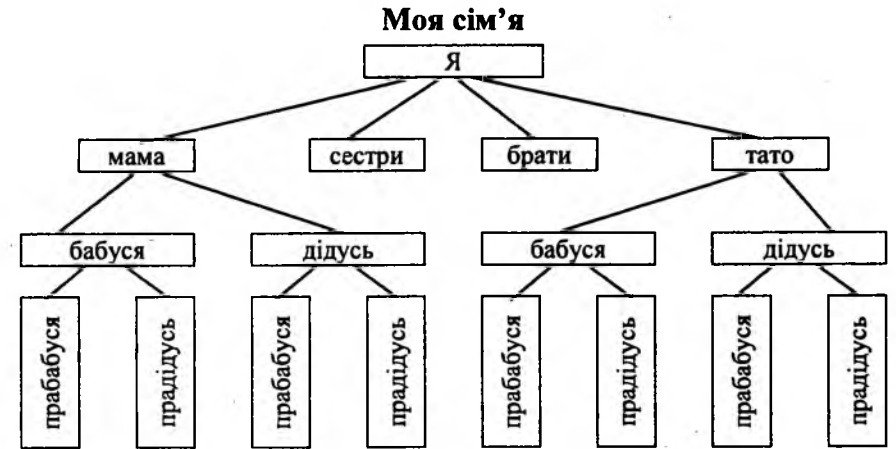 Моя сім’я
Я
мама сестри брати тато
бабуся дідусь бабуся дідусь
прабабуся прадідусь прабабуся прадідусь прабабуся прадідусь прабабуся прадідусь